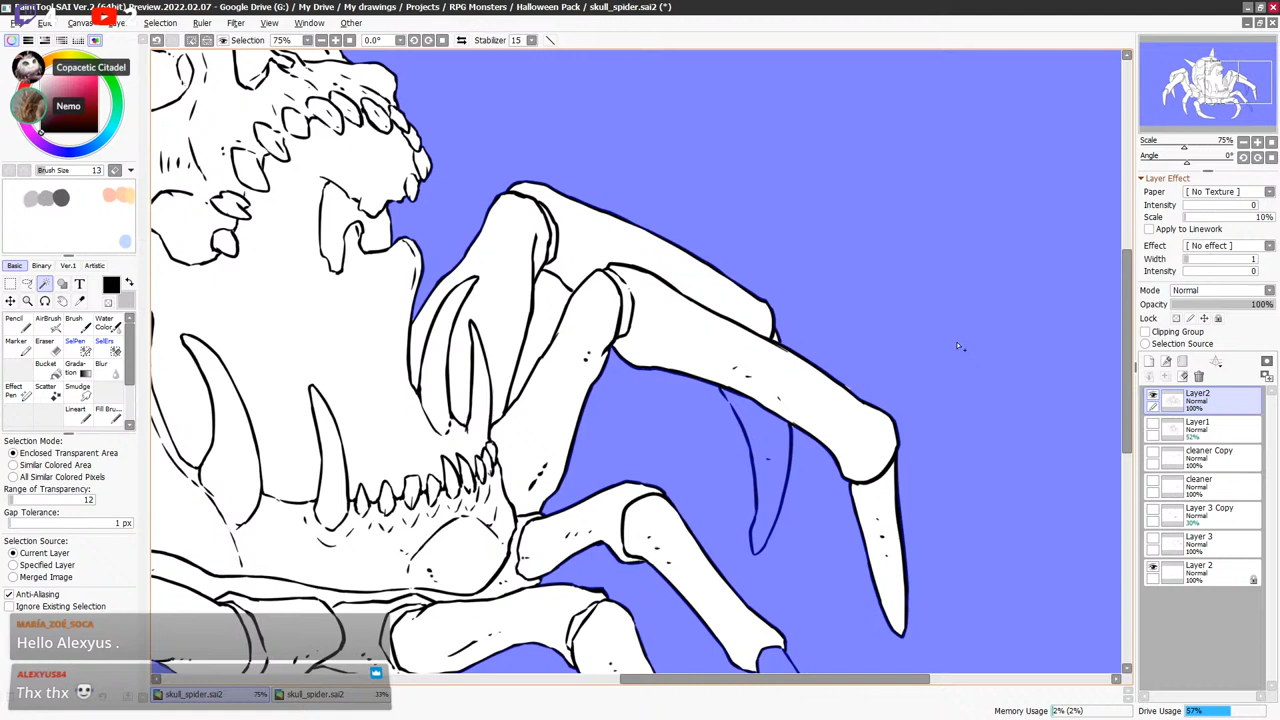 PaintTool SAI Ver.2 (64bit) Preview.2022.02.07 - Google Drive (G:) / My Drive / My drawings / Projects / RPG Monsters / Halloween Pack / skull_spider.sai2 (*)
Canvas Selection Ruler Filter View Window Other
Selection 75% 0.0° Stabilizer 15
Copacetic Citadel
Nemo
Brush Size 13
Basic Binary Ver.1 Artistic
T
Pencil AirBrush Brush Water Color
Marker Eraser SelPen SelErs
Bucket Gradation Blur
Effect Pen Scatter Smudge
Lineart Fill Bru...
Selection Mode:
Enclosed Transparent Area
Similar Colored Area
All Similar Colored Pixels
Range of Transparency:
12
Gap Tolerance:
1 px
Selection Source:
Current Layer
Specified Layer
Merged Image
Anti-Aliasing
Ignore Existing Selection
MARÍA_ZOÉ_SOCA
Hello Alexyus .
ALEXYUS84
Thx thx
skull_spider.sai2 75% skull_spider.sai2 33%
Memory Usage 2% (2%) Drive Usage 57%
Scale 75%
Angle 0°
Layer Effect
Paper [ No Texture ]
Intensity 0
Scale 10%
Apply to Linework
Effect [ No effect ]
Width 1
Intensity 0
Mode Normal
Opacity 100%
Lock
Clipping Group
Selection Source
Layer2
Normal
100%
Layer1
Normal
52%
cleaner Copy
Normal
100%
cleaner
Normal
100%
Layer 3 Copy
Normal
30%
Layer 3
Normal
100%
Layer 2
Normal
100%